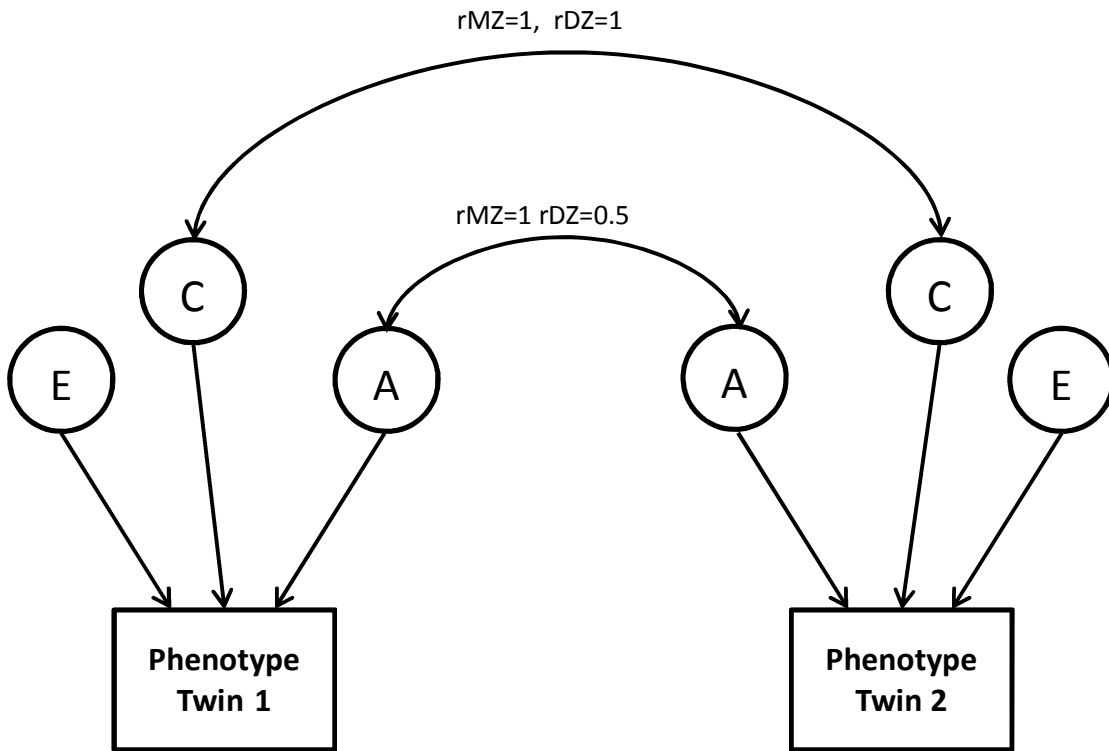 rMZ=1, rDZ=1
rMZ=1 rDZ=0.5
C
C
E
A
A
E
Phenotype
Twin 1
Phenotype
Twin 2